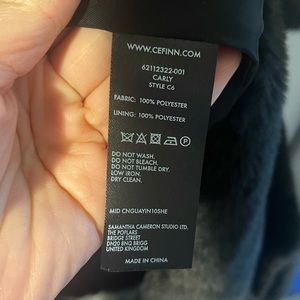 WWW.CEFINN.COM
62112322-001
CARLY
STYLE C6
FABRIC: 100% POLYESTER
LINING: 100% POLYESTER
DO NOT WASH.
DO NOT BLEACH.
DO NOT TUMBLE DRY.
LOW IRON.
DRY CLEAN.
MID CNGUAYIN10SHE
SAMANTHA CAMERON STUDIO LTD.
THE POPLARS
BRIDGE STREET
DN20 8NQ BRIGG
UNITED KINGDOM
MADE IN CHINA